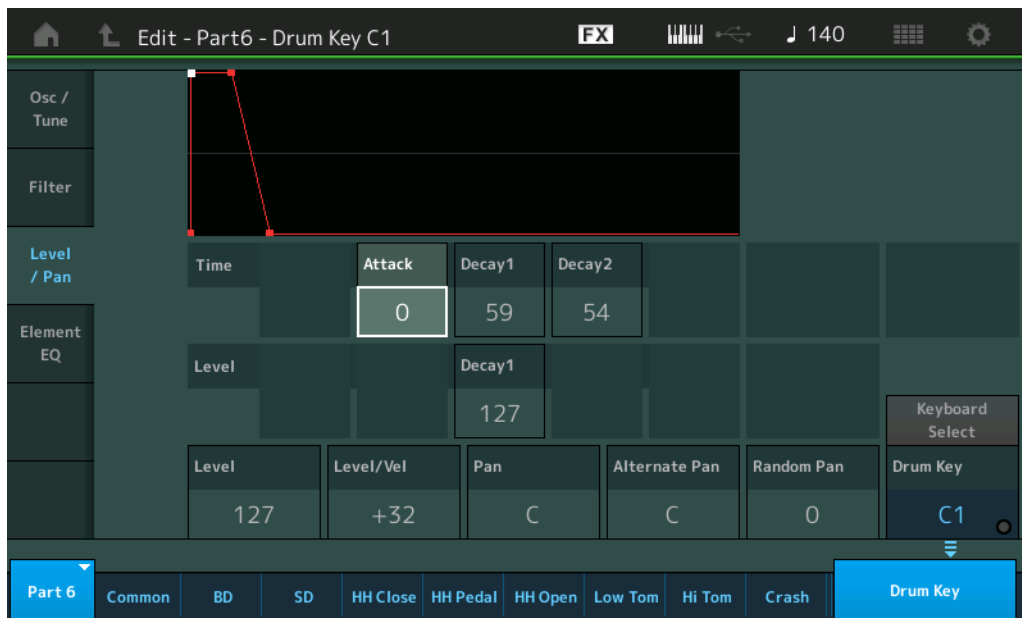 Edit - Part6 - Drum Key C1
FX
♩ 140
Osc /
Tune
Filter
Level
/ Pan
Element
EQ
Time
Attack
Decay1
Decay2
0
59
54
Level
Decay1
127
Keyboard
Select
Level
Level/Vel
Pan
Alternate Pan
Random Pan
Drum Key
127
+32
C
C
0
C1
Part 6
Common
BD
SD
HH Close
HH Pedal
HH Open
Low Tom
Hi Tom
Crash
Drum Key